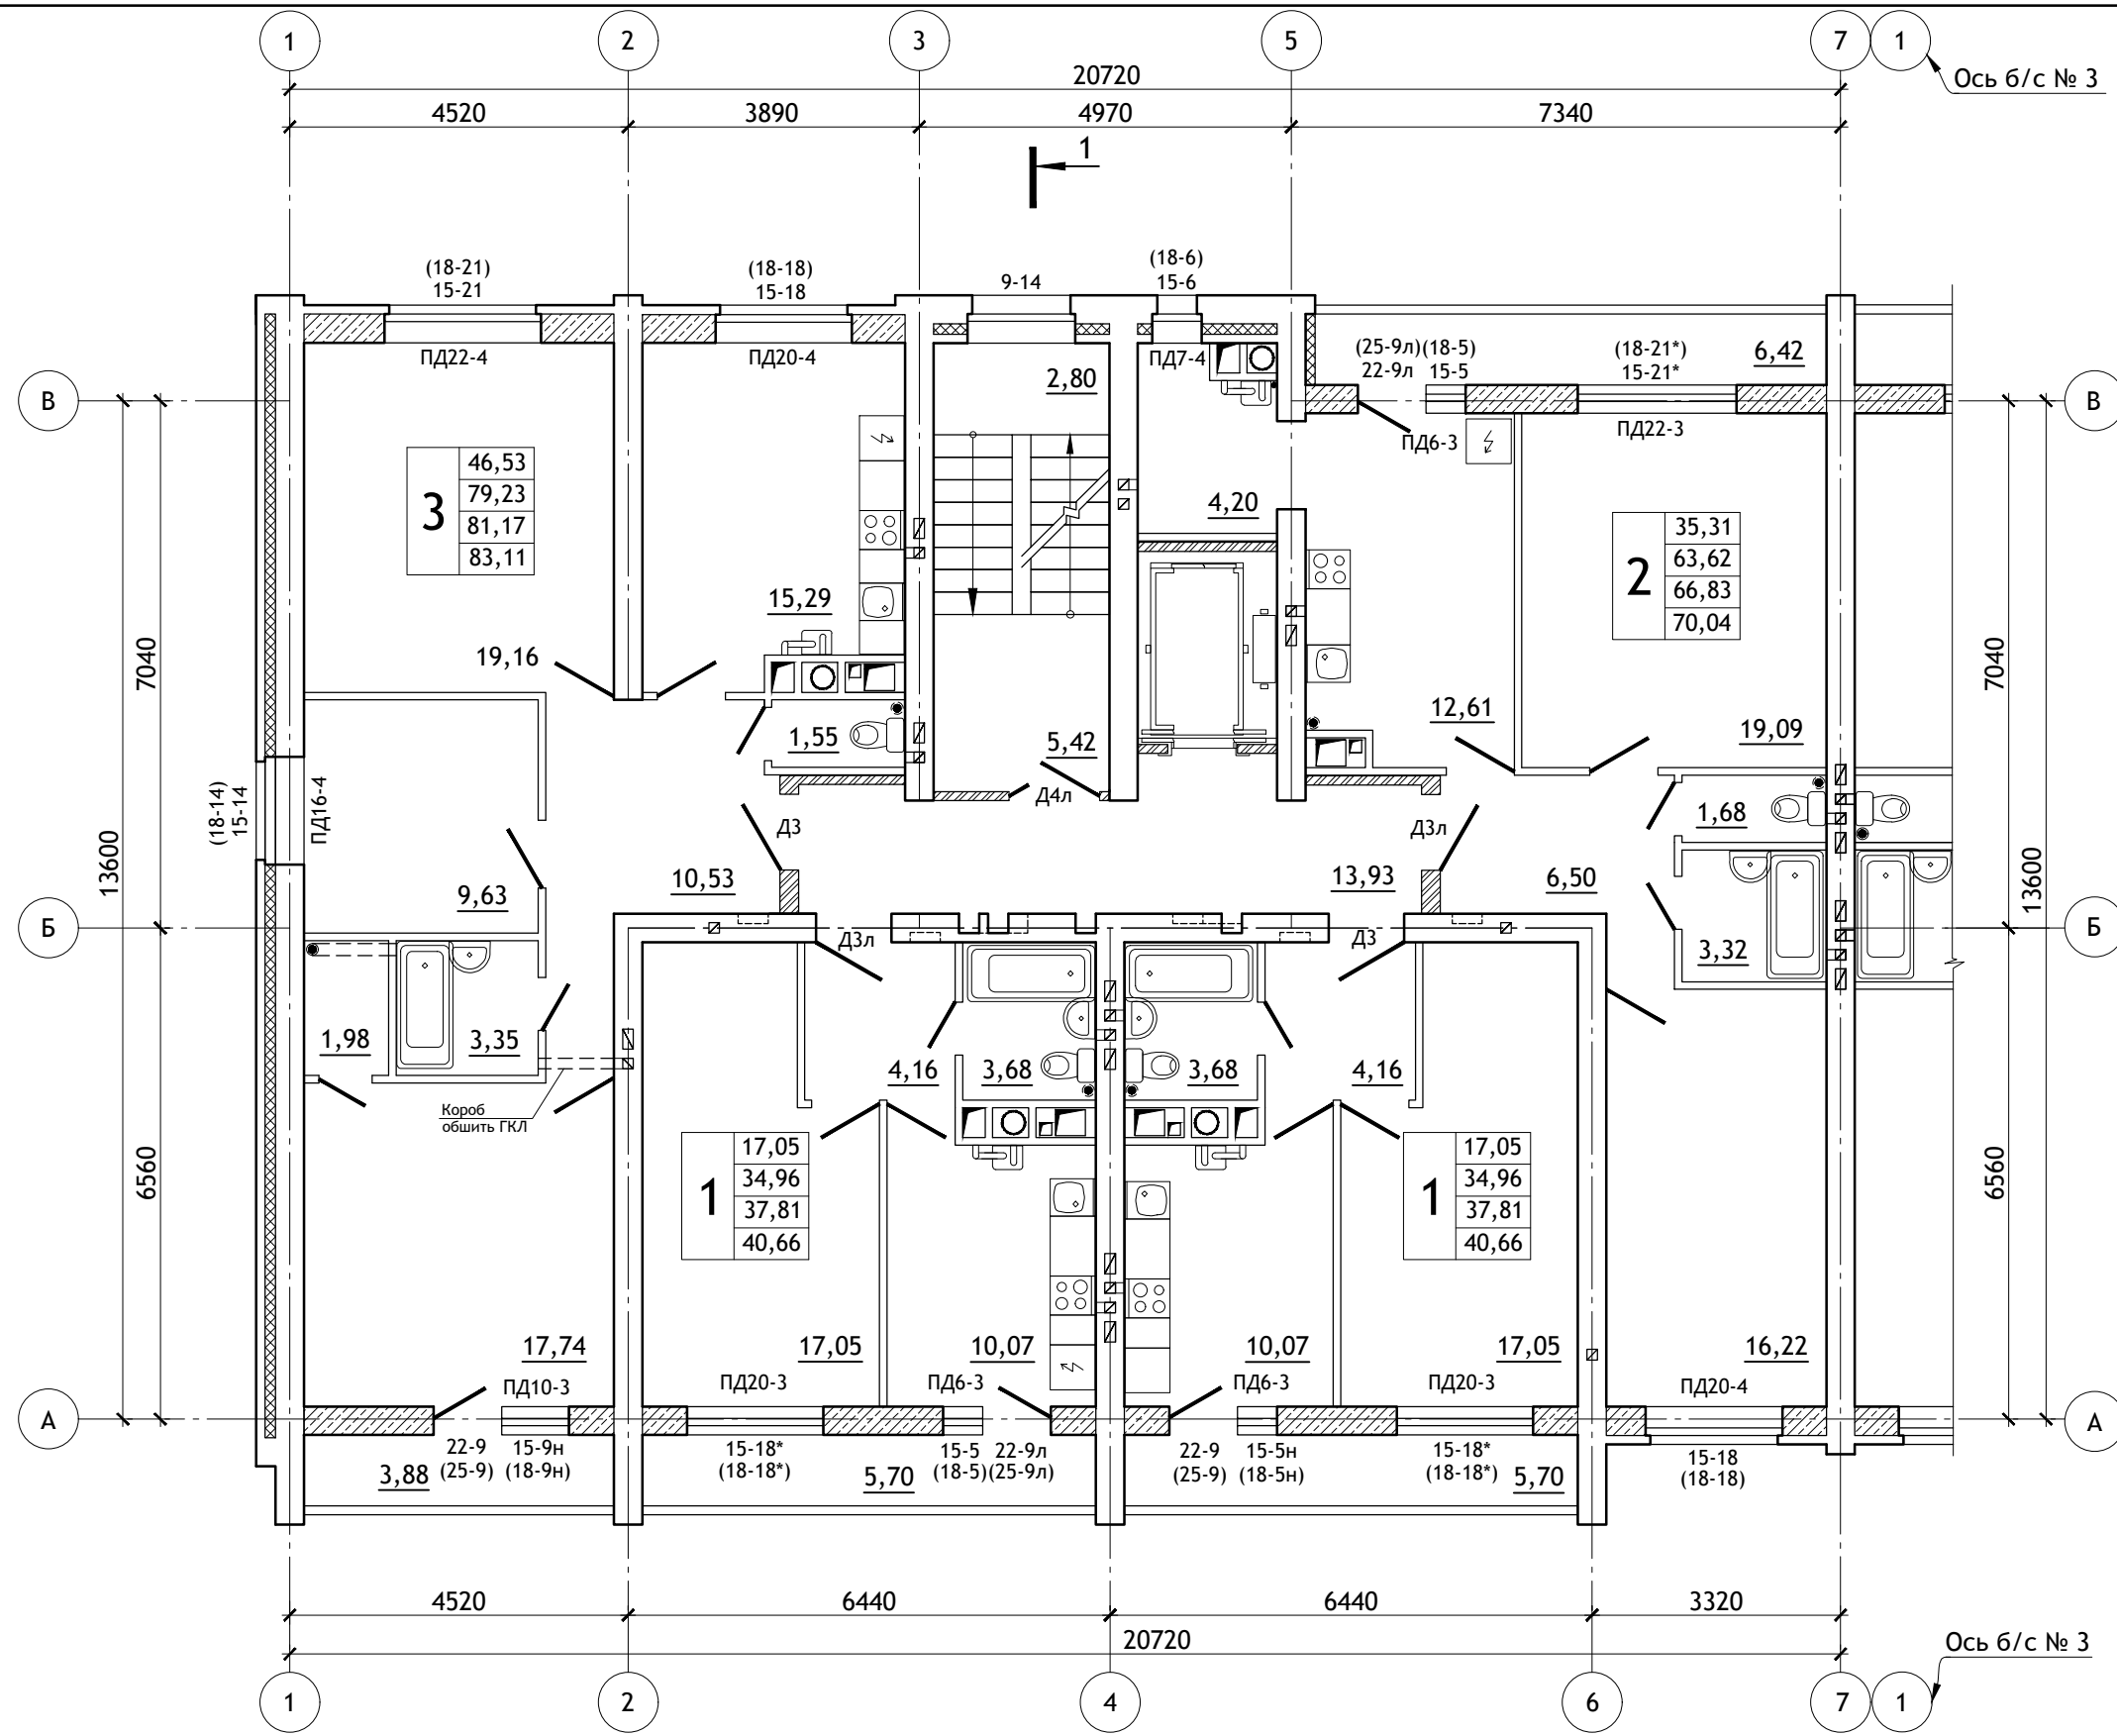 1
2
3
5
7
1
20720
Ось б/с № 3
4520
3890
4970
7340
1
(18-21)
15-21
(18-18)
15-18
9-14
(18-6)
15-6
ПД22-4
ПД20-4
ПД7-4
(25-9л)(18-5)
22-9л 15-5
(18-21*)
15-21*
6,42
2,80
В
В
ПД6-3
ПД22-3
3
46,53
79,23
81,17
83,11
4,20
2
35,31
63,62
66,83
70,04
15,29
19,16
7040
7040
12,61
19,09
1,55
5,42
Д4л
(18-14)
15-14
ПД16-4
Д3
Д3л
1,68
13600
13600
10,53
13,93
6,50
9,63
Б
Б
Д3л
Д3
3,32
1,98
3,35
4,16
3,68
3,68
4,16
Короб
обшить ГКЛ
6560
6560
1
17,05
34,96
37,81
40,66
1
17,05
34,96
37,81
40,66
17,74
17,05
10,07
10,07
17,05
16,22
ПД10-3
ПД20-3
ПД6-3
ПД6-3
ПД20-3
ПД20-4
А
А
22-9 15-9н
(25-9) (18-9н)
3,88
15-18*
(18-18*)
5,70
15-5 22-9л
(18-5)(25-9л)
22-9 15-5н
(25-9) (18-5н)
15-18*
(18-18*)
5,70
15-18
(18-18)
4520
6440
6440
3320
20720
Ось б/с № 3
1
2
4
6
7
1